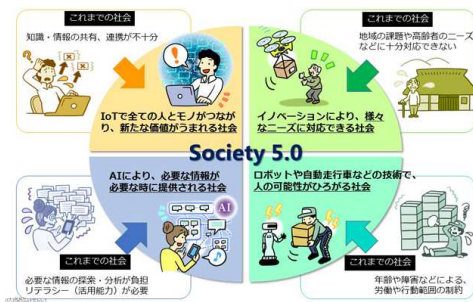 これまでの社会
知識・情報の共有、連携が不十分
IoTで全ての人とモノがつなが
り、新たな価値がうまれる社会
これまでの社会
地域の課題や高齢者のニーズ
などに十分対応できない
イノベーションにより、様々
なニーズに対応できる社会
Society 5.0
AIにより、必要な情報が
必要な時に提供される社会
AI
これまでの社会
必要な情報の探索・分析が負担
リテラシー（活用能力）が必要
ロボットや自動走行車などの技術で、
人の可能性がひろがる社会
これまでの社会
年齢や障害などによる、
労働や行動範囲の制約